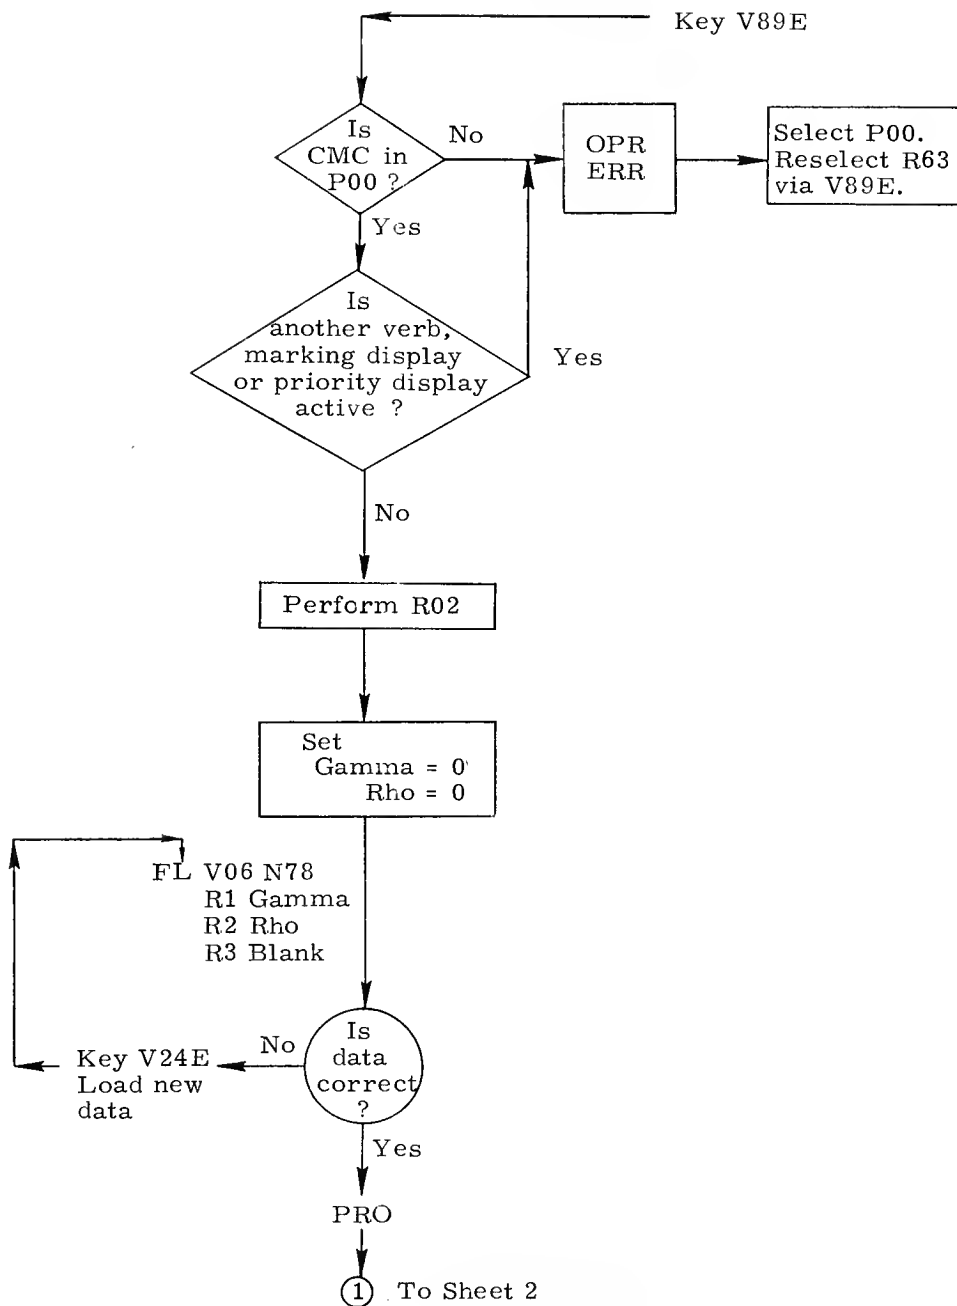 Key V89E
Is
CMC in
P00 ?
No
OPR
ERR
Select P00.
Reselect R63
via V89E.
Yes
Is
another verb,
marking display
or priority display
active ?
Yes
No
Perform R02
Set
Gamma = 0
Rho = 0
FL V06 N78
R1 Gamma
R2 Rho
R3 Blank
Is
data
correct
?
No
Key V24E
Load new
data
Yes
PRO
1 To Sheet 2